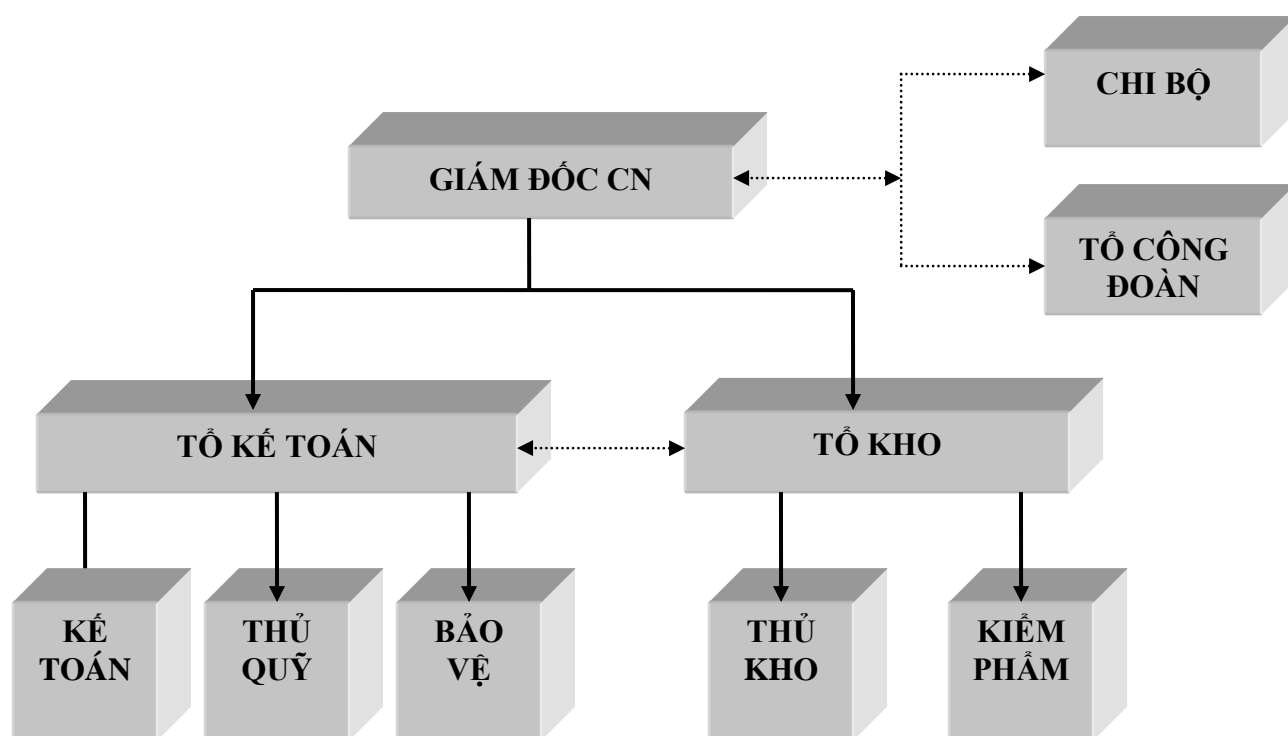 CHI BỘ
GIÁM ĐỐC CN
TỔ CÔNG
ĐOÀN
TỔ KẾ TOÁN
TỔ KHO
KẾ
TOÁN
THỦ
QUỸ
BẢO
VỆ
THỦ
KHO
KIỂM
PHẨM